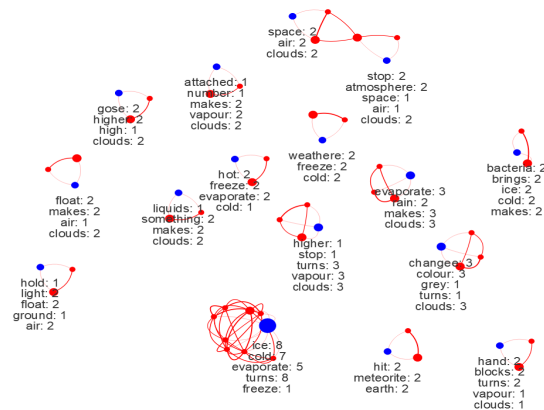 space: 2
air: 2
clouds: 2
stop: 2
atmosphere: 2
space: 1
air: 1
clouds: 2
attached: 1
number: 1
makes: 2
vapour: 2
clouds: 2
gose: 2
higher: 2
high: 1
clouds: 2
weathere: 2
freeze: 2
cold: 2
bacteria: 2
brings: 2
ice: 2
cold: 2
makes: 2
hot: 2
freeze: 2
evaporate: 2
cold: 1
evaporate: 3
rain: 2
makes: 3
clouds: 3
float: 2
makes: 2
air: 1
clouds: 2
liquids: 1
something: 2
makes: 2
clouds: 2
higher: 1
stop: 1
turns: 3
vapour: 3
clouds: 3
changee: 3
colour: 3
grey: 1
turns: 1
clouds: 3
hold: 1
light: 2
float: 2
ground: 1
air: 2
ice: 8
cold: 7
evaporate: 5
turns: 8
freeze: 1
hit: 2
meteorite: 2
earth: 2
hand: 2
blocks: 2
turns: 2
vapour: 1
clouds: 1